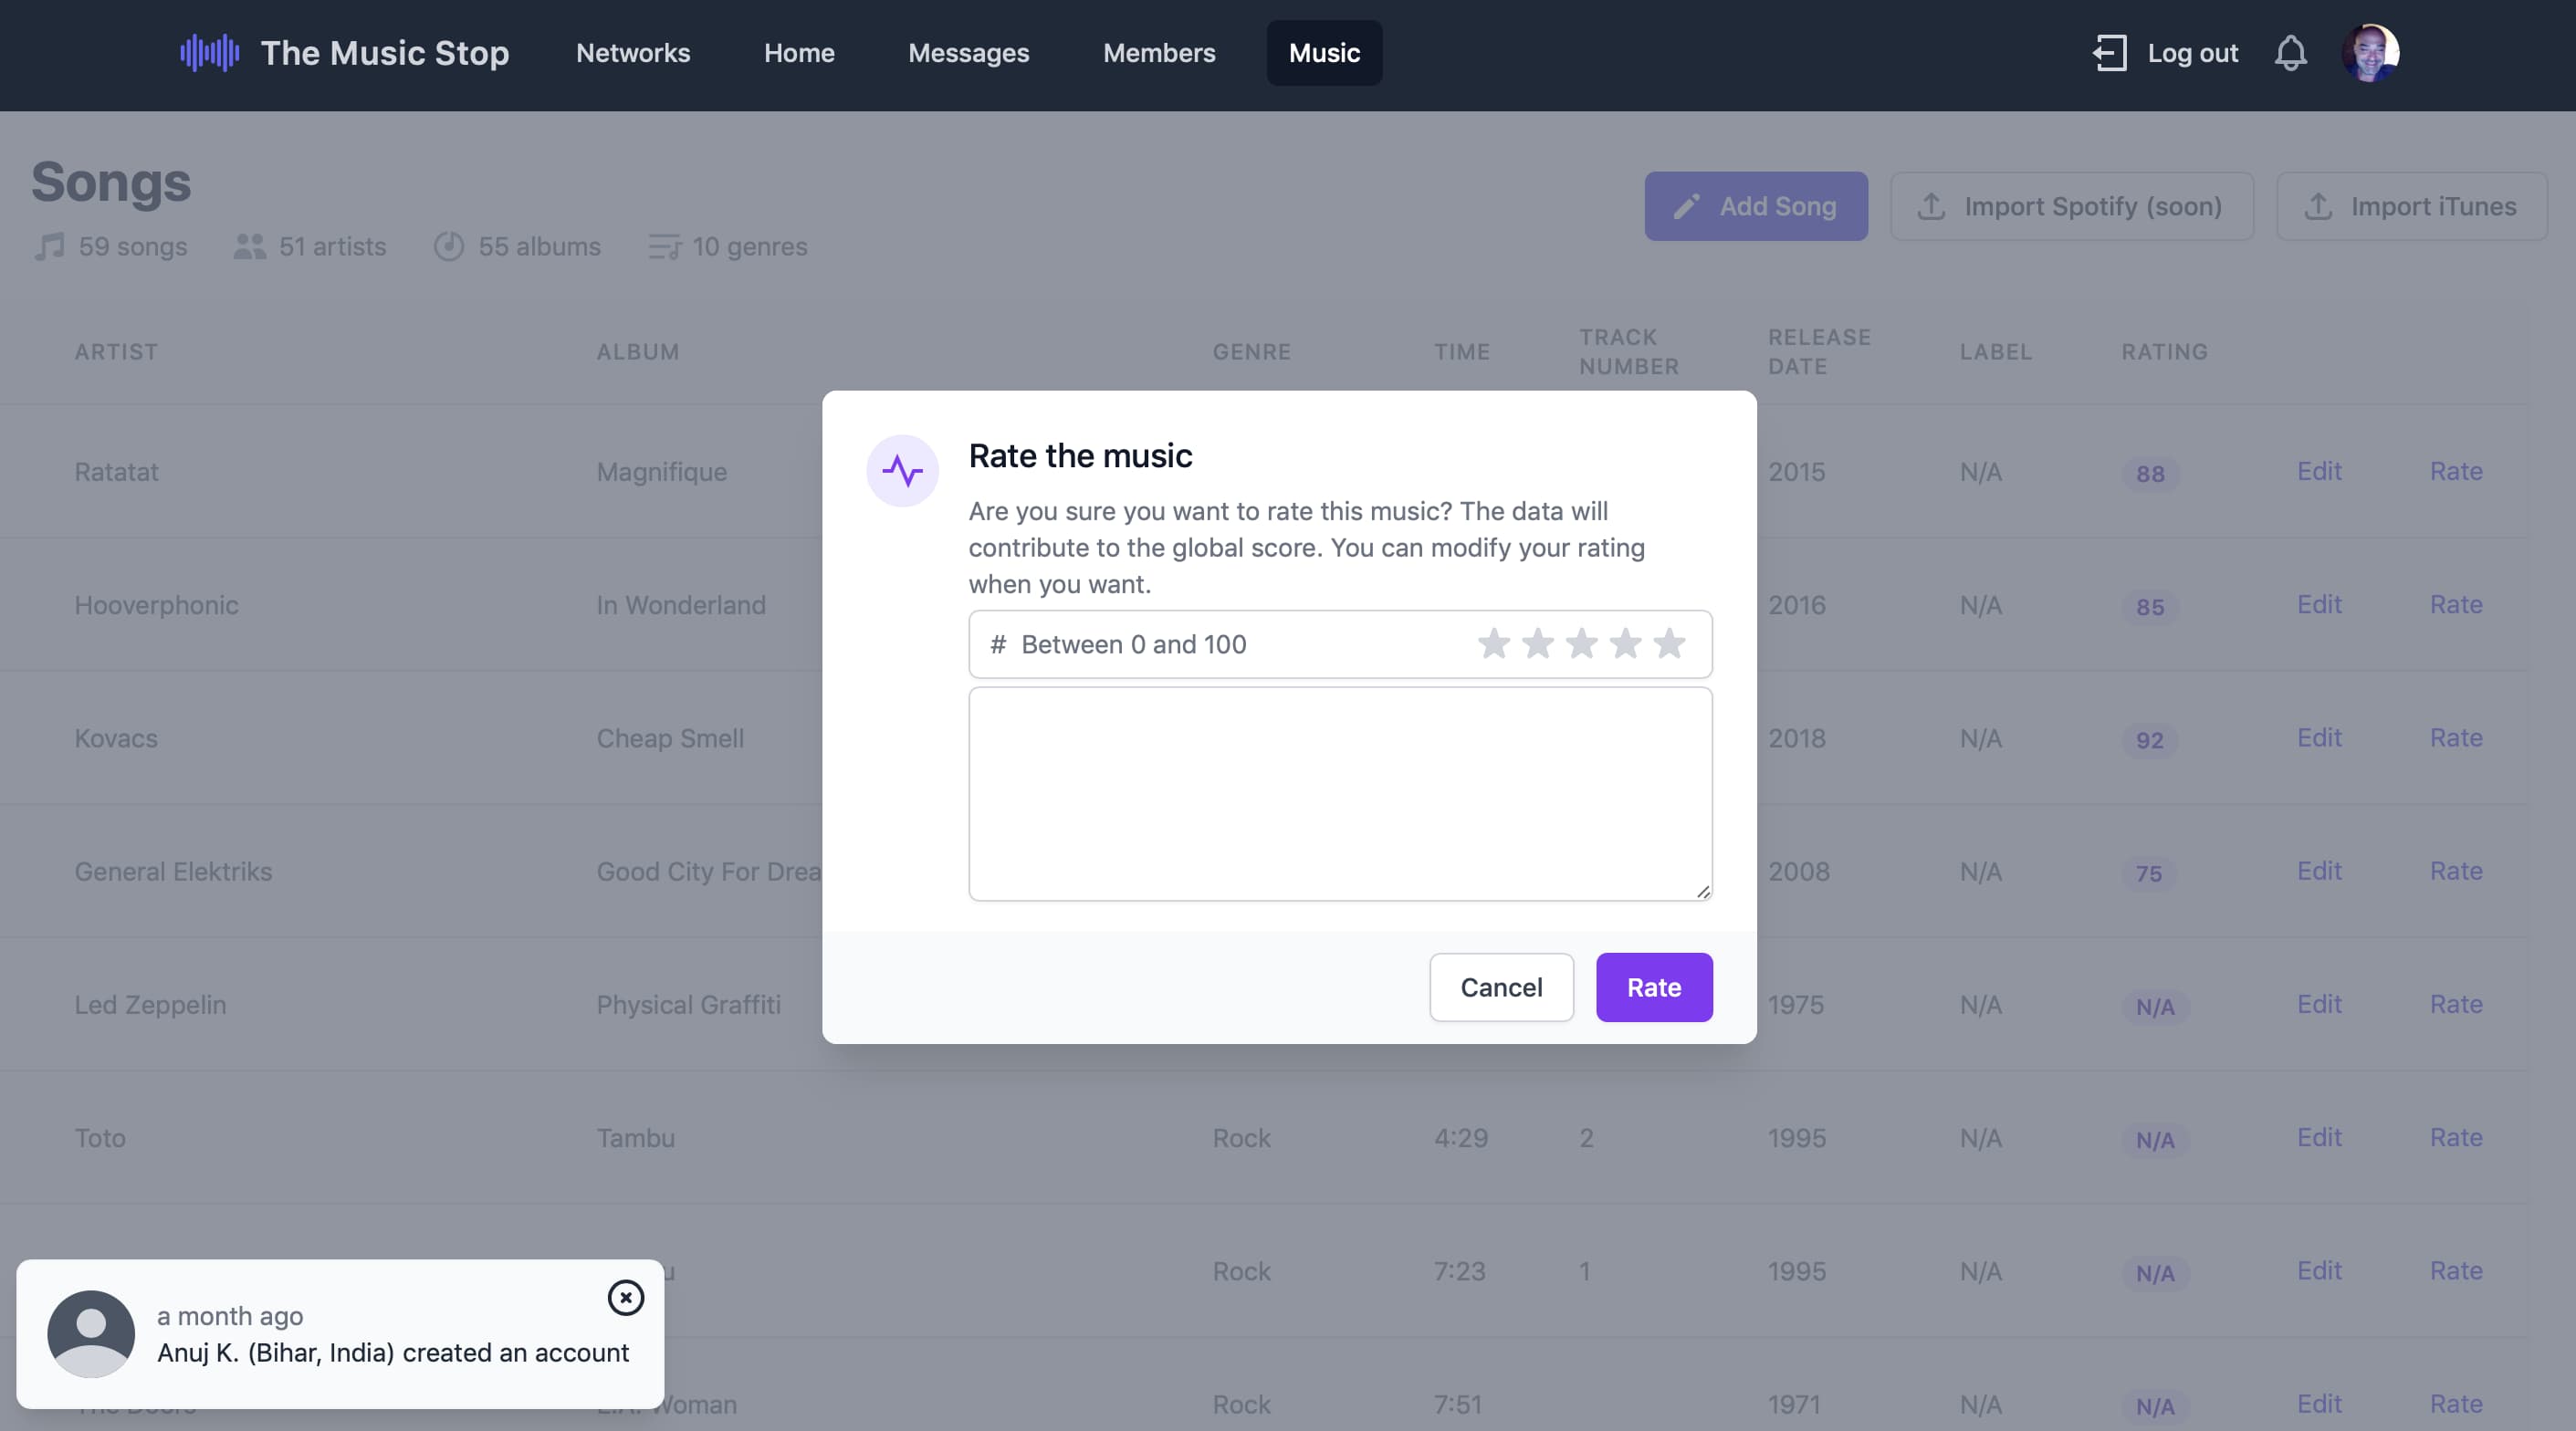 The Music Stop Networks Home Messages Members Music Log out
Songs
59 songs 51 artists 55 albums 10 genres
Add Song Import Spotify (soon) Import iTunes
ARTIST ALBUM GENRE TIME TRACK NUMBER RELEASE DATE LABEL RATING
Ratatat Magnifique 2015 N/A 88 Edit Rate
Hooverphonic In Wonderland 2016 N/A 85 Edit Rate
Kovacs Cheap Smell 2018 N/A 92 Edit Rate
General Elektriks Good City For Drea 2008 N/A 75 Edit Rate
Led Zeppelin Physical Graffiti 1975 N/A N/A Edit Rate
Toto Tambu Rock 4:29 2 1995 N/A N/A Edit Rate
u Rock 7:23 1 1995 N/A N/A Edit Rate
The Doors L.A. Woman Rock 7:51 1971 N/A N/A Edit Rate
Rate the music
Are you sure you want to rate this music? The data will
contribute to the global score. You can modify your rating
when you want.
# Between 0 and 100
Cancel Rate
a month ago
Anuj K. (Bihar, India) created an account